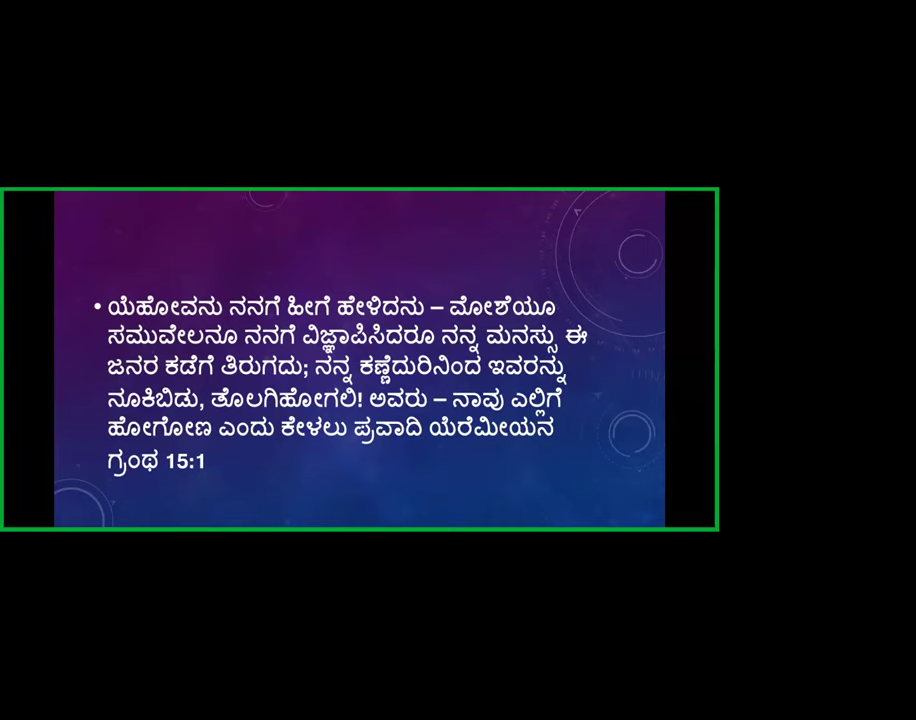 • ಯೆಹೋವನು ನನಗೆ ಹೀಗೆ ಹೇಳಿದನು – ಮೋಶೆಯೂ
ಸಮುವೇಲನೂ ನನಗೆ ವಿಜ್ಞಾಪಿಸಿದರೂ ನನ್ನ ಮನಸ್ಸು ಈ
ಜನರ ಕಡೆಗೆ ತಿರುಗದು; ನನ್ನ ಕಣ್ಣೆದುರಿನಿಂದ ಇವರನ್ನು
ನೂಕಿಬಿಡು, ತೊಲಗಿಹೋಗಲಿ! ಅವರು – ನಾವು ಎಲ್ಲಿಗೆ
ಹೋಗೋಣ ಎಂದು ಕೇಳಲು ಪ್ರವಾದಿ ಯೆರೆಮೀಯನ
ಗ್ರಂಥ 15:1